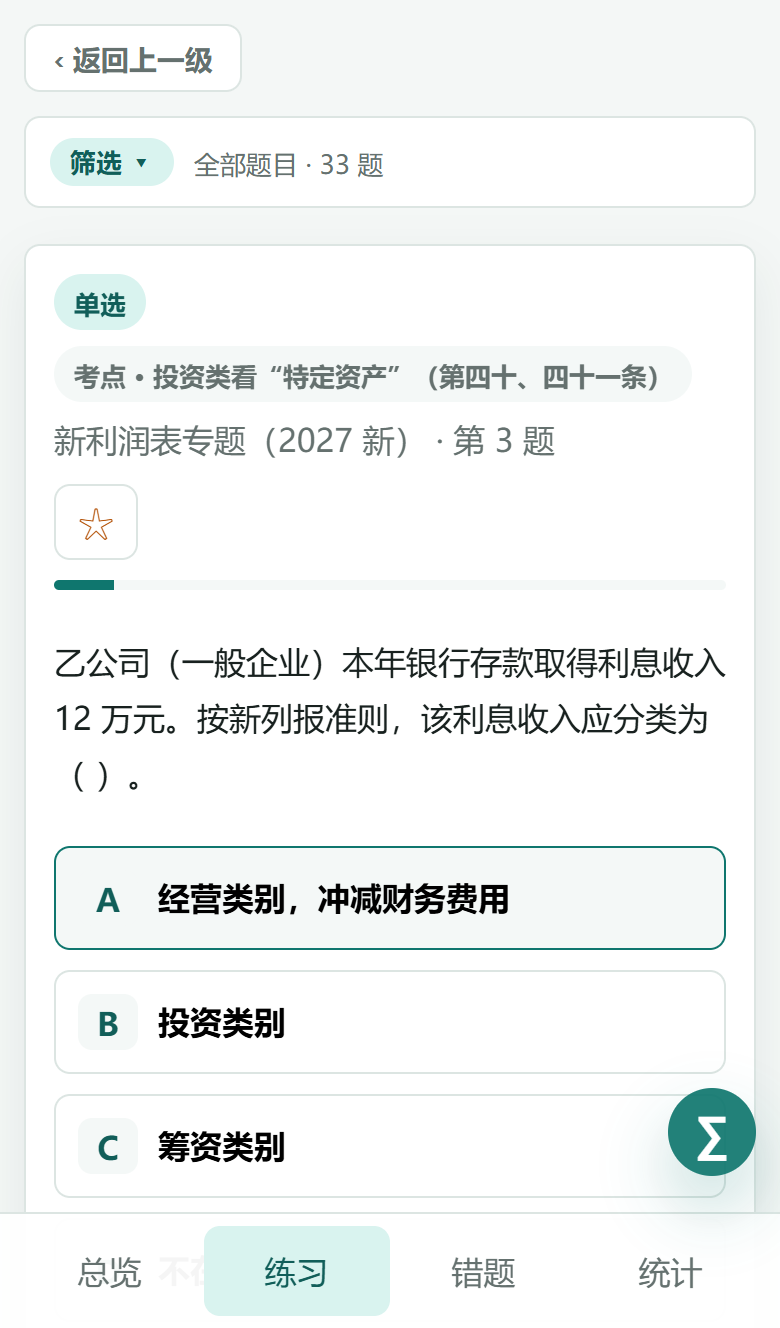 ‹ 返回上一级
筛选 ▼ 全部题目 · 33 题
单选
考点 • 投资类看“特定资产”（第四十、四十一条）
新利润表专题（2027 新） · 第 3 题
☆
乙公司（一般企业）本年银行存款取得利息收入
12 万元。按新列报准则，该利息收入应分类为
（ ）。
A 经营类别，冲减财务费用
B 投资类别
C 筹资类别
∑
总览 练习 错题 统计